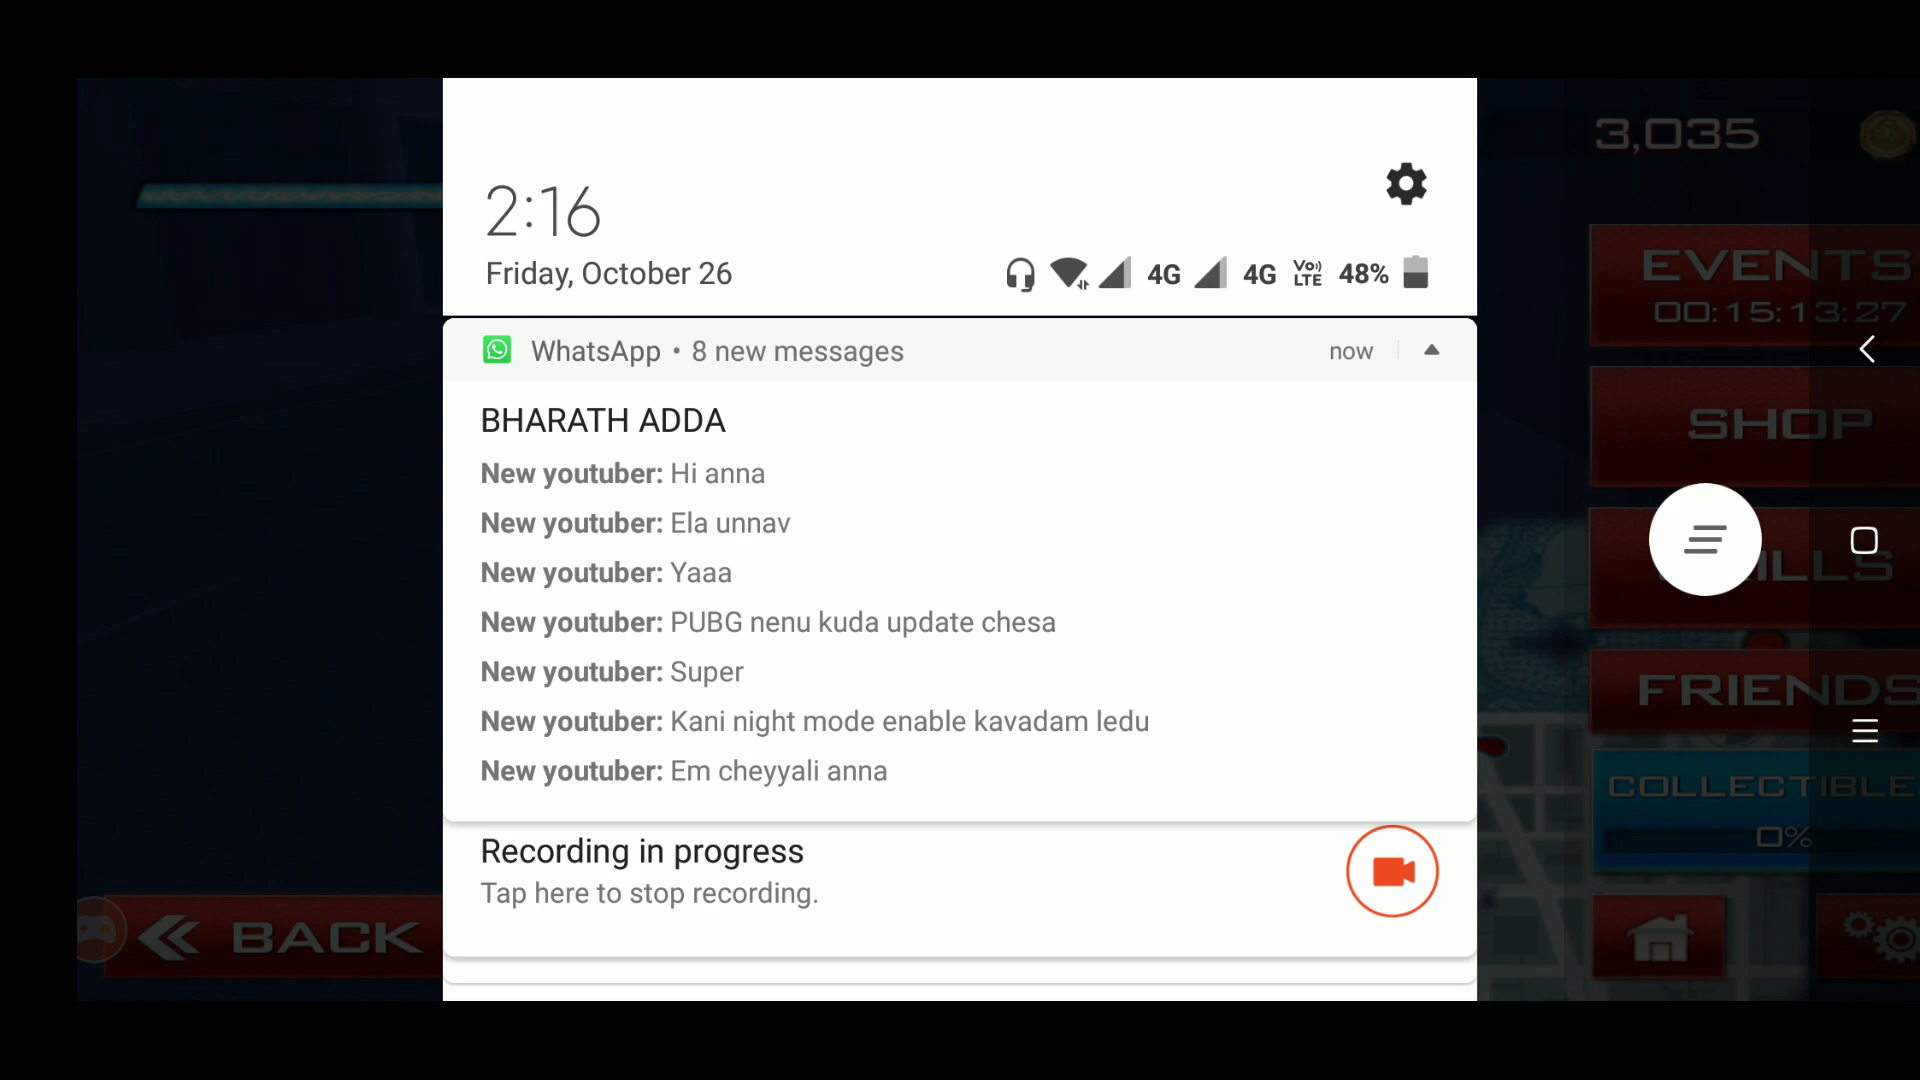 2:16
Friday, October 26
4G 4G Vo LTE 48%
WhatsApp • 8 new messages now
BHARATH ADDA
New youtuber: Hi anna
New youtuber: Ela unnav
New youtuber: Yaaa
New youtuber: PUBG nenu kuda update chesa
New youtuber: Super
New youtuber: Kani night mode enable kavadam ledu
New youtuber: Em cheyyali anna
Recording in progress
Tap here to stop recording.
BACK
3,035
EVENTS
00:15:13:27
SHOP
FRIENDS
COLLECTIBLE
0%